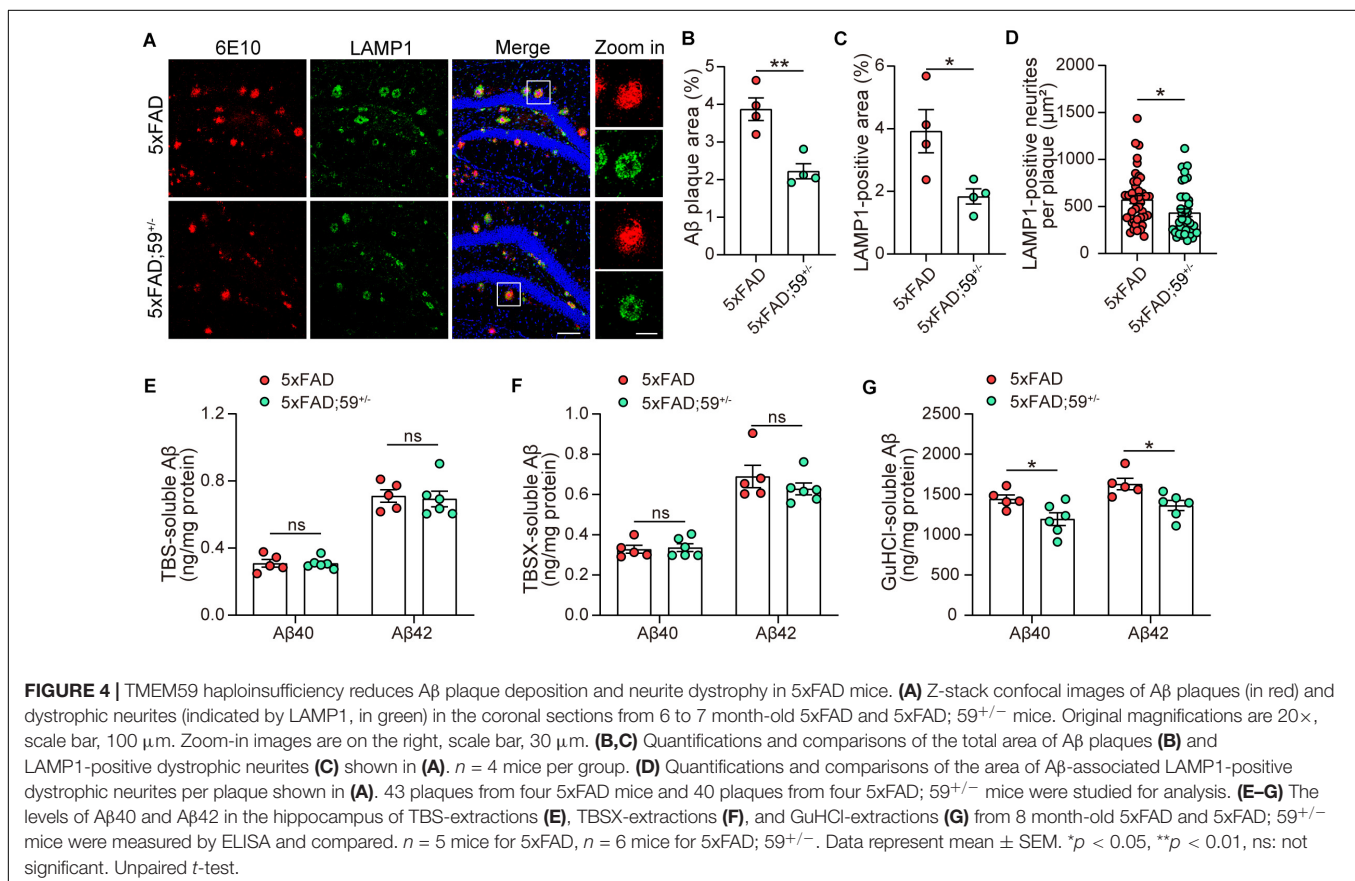 A
6E10
LAMP1
Merge
Zoom in
5xFAD
5xFAD;59+/-
B
Aβ plaque area (%)
5
4
3
2
1
0
**
5xFAD
5xFAD;59+/-
C
LAMP1-positive area (%)
6
4
2
0
*
5xFAD
5xFAD;59+/-
D
LAMP1-positive neurites
per plaque (μm²)
2000
1500
1000
500
0
*
5xFAD
5xFAD;59+/-
E
5xFAD
5xFAD;59+/-
TBS-soluble Aβ
(ng/mg protein)
1.2
0.8
0.4
0.0
ns
ns
Aβ40
Aβ42
F
5xFAD
5xFAD;59+/-
TBSX-soluble Aβ
(ng/mg protein)
1.0
0.8
0.6
0.4
0.2
0.0
ns
ns
Aβ40
Aβ42
G
5xFAD
5xFAD;59+/-
GuHCl-soluble Aβ
(ng/mg protein)
2500
2000
1500
1000
500
0
*
*
Aβ40
Aβ42
FIGURE 4 | TMEM59 haploinsufficiency reduces Aβ plaque deposition and neurite dystrophy in 5xFAD mice. (A) Z-stack confocal images of Aβ plaques (in red) and
dystrophic neurites (indicated by LAMP1, in green) in the coronal sections from 6 to 7 month-old 5xFAD and 5xFAD; 59+/− mice. Original magnifications are 20×,
scale bar, 100 μm. Zoom-in images are on the right, scale bar, 30 μm. (B,C) Quantifications and comparisons of the total area of Aβ plaques (B) and
LAMP1-positive dystrophic neurites (C) shown in (A). n = 4 mice per group. (D) Quantifications and comparisons of the area of Aβ-associated LAMP1-positive
dystrophic neurites per plaque shown in (A). 43 plaques from four 5xFAD mice and 40 plaques from four 5xFAD; 59+/− mice were studied for analysis. (E–G) The
levels of Aβ40 and Aβ42 in the hippocampus of TBS-extractions (E), TBSX-extractions (F), and GuHCl-extractions (G) from 8 month-old 5xFAD and 5xFAD; 59+/−
mice were measured by ELISA and compared. n = 5 mice for 5xFAD, n = 6 mice for 5xFAD; 59+/−. Data represent mean ± SEM. *p < 0.05, **p < 0.01, ns: not
significant. Unpaired t-test.